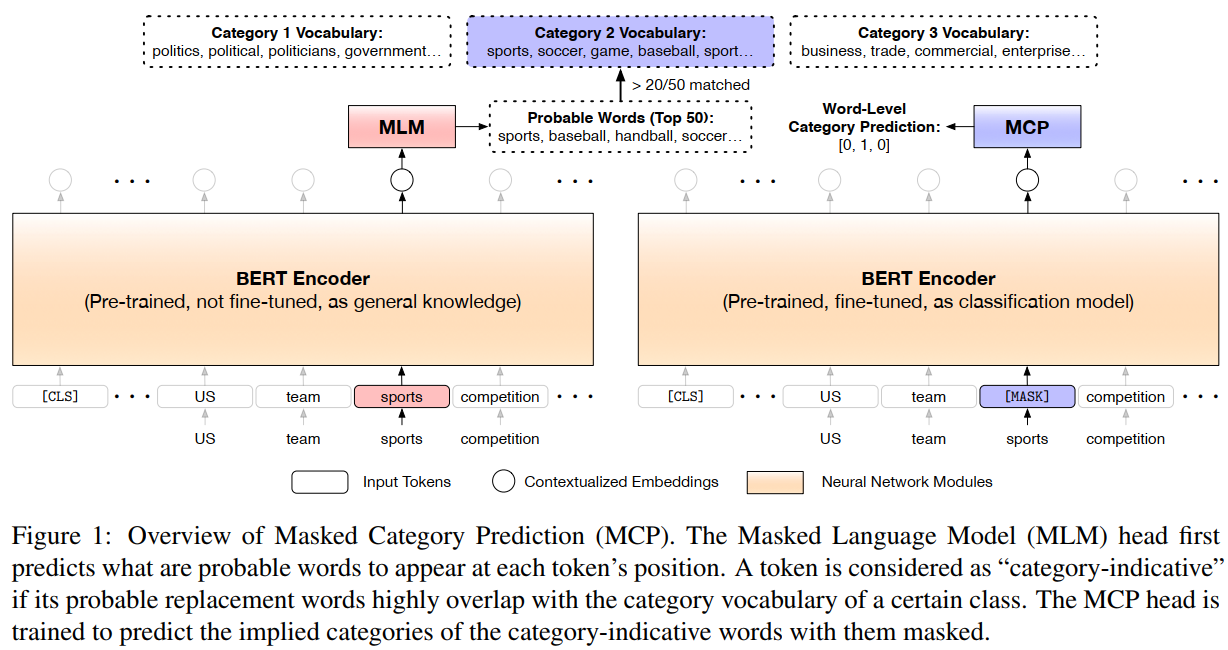 Category 1 Vocabulary:
politics, political, politicians, government…
Category 2 Vocabulary:
sports, soccer, game, baseball, sport…
Category 3 Vocabulary:
business, trade, commercial, enterprise…
> 20/50 matched
MLM
Probable Words (Top 50):
sports, baseball, handball, soccer…
Word-Level
Category Prediction:
[0, 1, 0]
MCP
BERT Encoder
(Pre-trained, not fine-tuned, as general knowledge)
BERT Encoder
(Pre-trained, fine-tuned, as classification model)
[CLS] • • • US team sports competition • • •
US team sports competition
[CLS] • • • US team [MASK] competition • • •
US team sports competition
Input Tokens
Contextualized Embeddings
Neural Network Modules
Figure 1: Overview of Masked Category Prediction (MCP). The Masked Language Model (MLM) head first
predicts what are probable words to appear at each token’s position. A token is considered as “category-indicative”
if its probable replacement words highly overlap with the category vocabulary of a certain class. The MCP head is
trained to predict the implied categories of the category-indicative words with them masked.